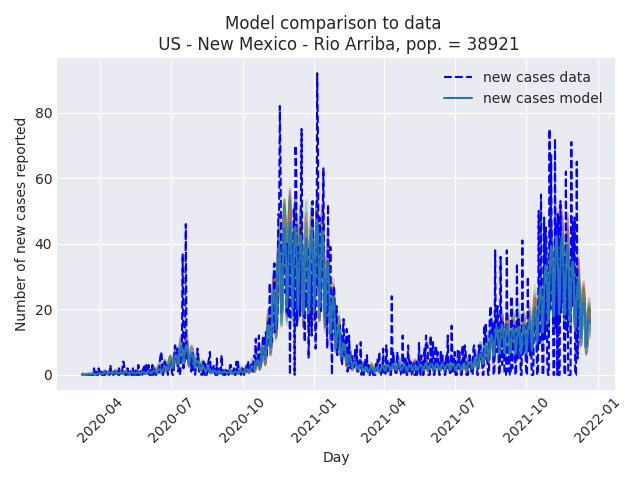 Model comparison to data
US - New Mexico - Rio Arriba, pop. = 38921
new cases data
new cases model
Number of new cases reported
80
60
40
20
0
2020-04
2020-07
2020-10
2021-01
2021-04
2021-07
2021-10
2022-01
Day